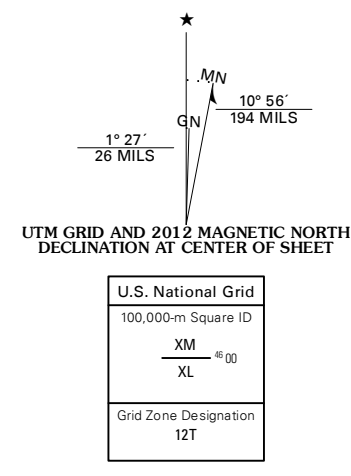 ★
MN
GN
10° 56´
194 MILS
1° 27´
26 MILS
UTM GRID AND 2012 MAGNETIC NORTH
DECLINATION AT CENTER OF SHEET
U.S. National Grid
100,000-m Square ID
XM
46 00
XL
Grid Zone Designation
12T